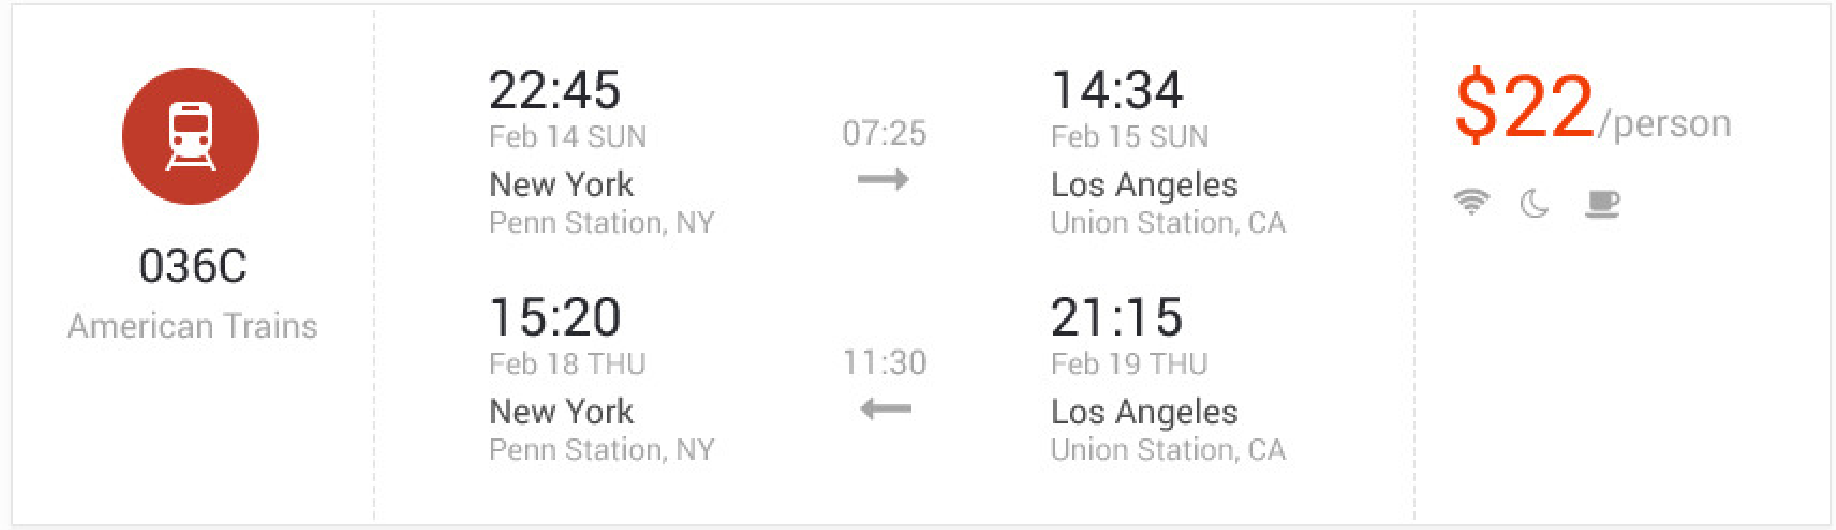 036C
American Trains
22:45
Feb 14 SUN
New York
Penn Station, NY
07:25
14:34
Feb 15 SUN
Los Angeles
Union Station, CA
15:20
Feb 18 THU
New York
Penn Station, NY
11:30
21:15
Feb 19 THU
Los Angeles
Union Station, CA
$22/person